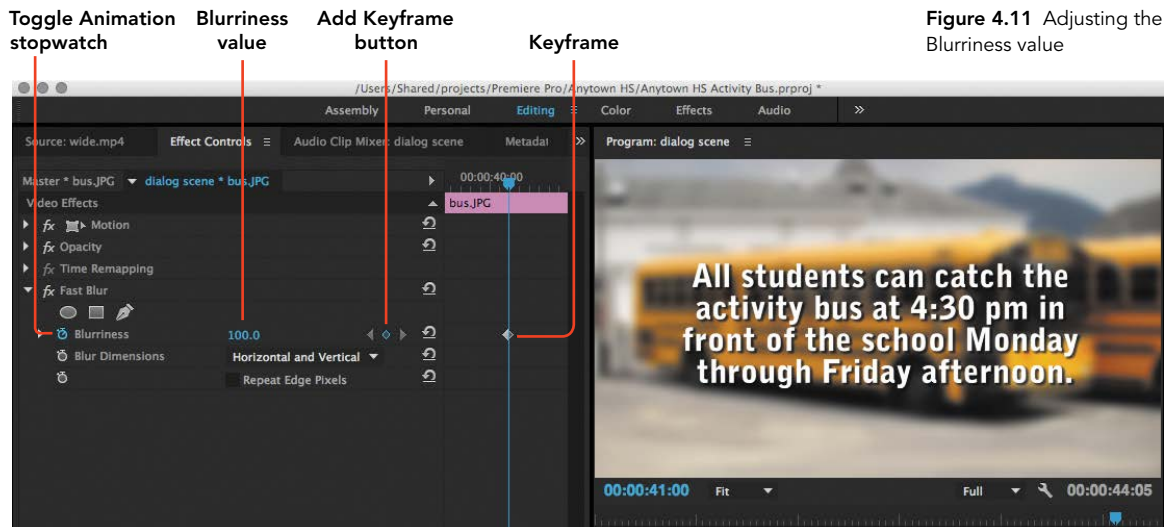 Toggle Animation stopwatch
Blurriness value
Add Keyframe button
Keyframe
Figure 4.11 Adjusting the
Blurriness value
/Users/Shared/projects/Premiere Pro/Anytown HS/Anytown HS Activity Bus.prproj *
Assembly Personal Editing Color Effects Audio
Source: wide.mp4 Effect Controls Audio Clip Mixer: dialog scene Metadat
Program: dialog scene
Master * bus.JPG dialog scene * bus.JPG
00:00:40:00
Video Effects
bus.JPG
fx Motion
fx Opacity
fx Time Remapping
fx Fast Blur
Blurriness 100.0
Blur Dimensions Horizontal and Vertical
Repeat Edge Pixels
All students can catch the
activity bus at 4:30 pm in
front of the school Monday
through Friday afternoon.
00:00:41:00 Fit Full 00:00:44:05